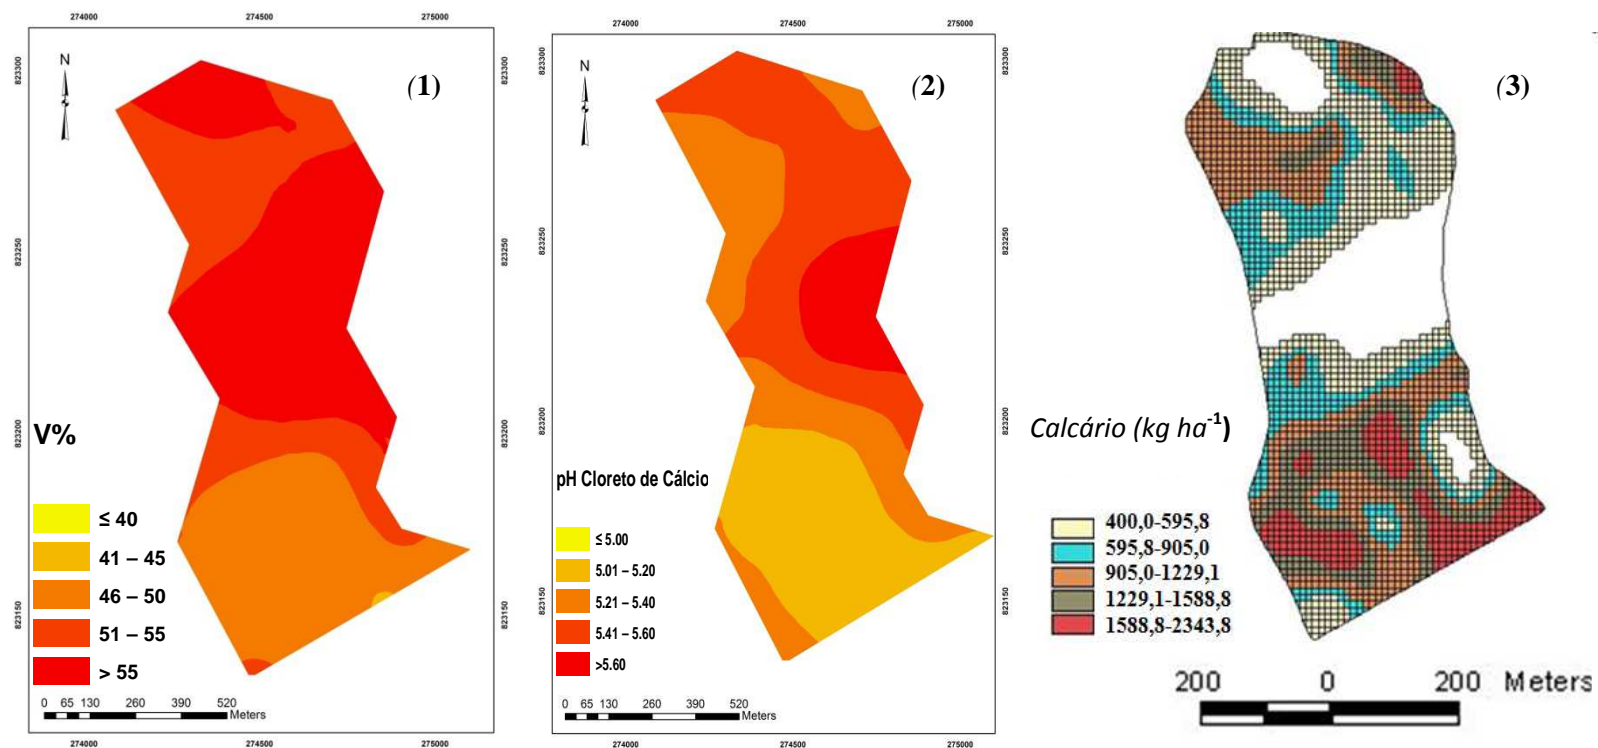 274000 274500 275000
(1)
N
823300
823250
823200
823150
V%
≤ 40
41 – 45
46 – 50
51 – 55
> 55
0 65 130 260 390 520
Meters
274000 274500 275000
274000 274500 275000
(2)
N
823300
823250
823200
823150
pH Cloreto de Cálcio
≤ 5.00
5.01 – 5.20
5.21 – 5.40
5.41 – 5.60
>5.60
0 65 130 260 390 520
Meters
274000 274500 275000
(3)
823300
823250
823200
823150
Calcário (kg ha-1)
400,0-595,8
595,8-905,0
905,0-1229,1
1229,1-1588,8
1588,8-2343,8
200 0 200 Meters